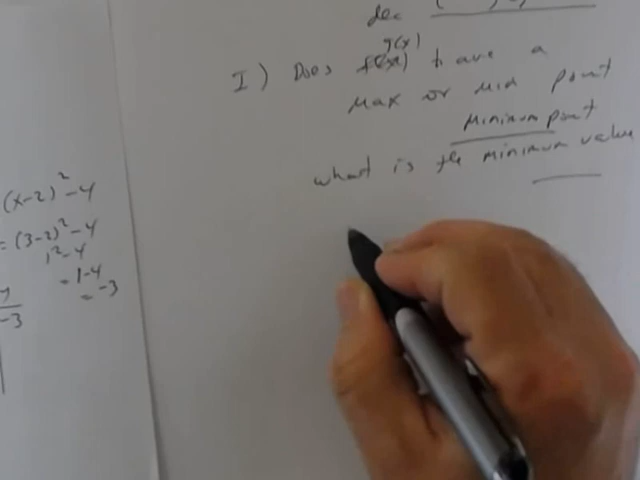 (x-2)² -4
= (3-2)² -4
1² -4
= 1-4
= -3
-3
dec
g(x)
I) Does f(x) have a
max or min point
minimum point
what is the minimum value